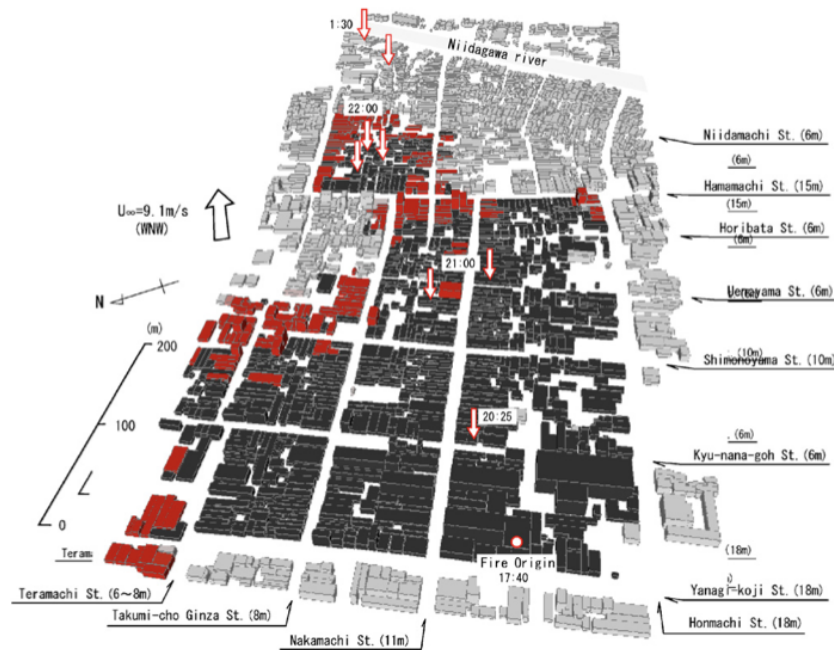 1:30
Niidagawa river
22:00
Niidamachi St. (6m)
(6m)
Hamamachi St. (15m)
(15m)
U∞=9.1m/s
(WNW)
Horibata St. (6m)
(6m)
21:00
N
Uenoyama St. (6m)
(m)
200
(10m)
Shimonoyama St. (10m)
100
20:25
(6m)
Kyu-nana-goh St. (6m)
0
Fire Origin
17:40
Terama
(18m)
Teramachi St. (6～8m)
Yanagi-koji St. (18m)
Takumi-cho Ginza St. (8m)
Honmachi St. (18m)
Nakamachi St. (11m)